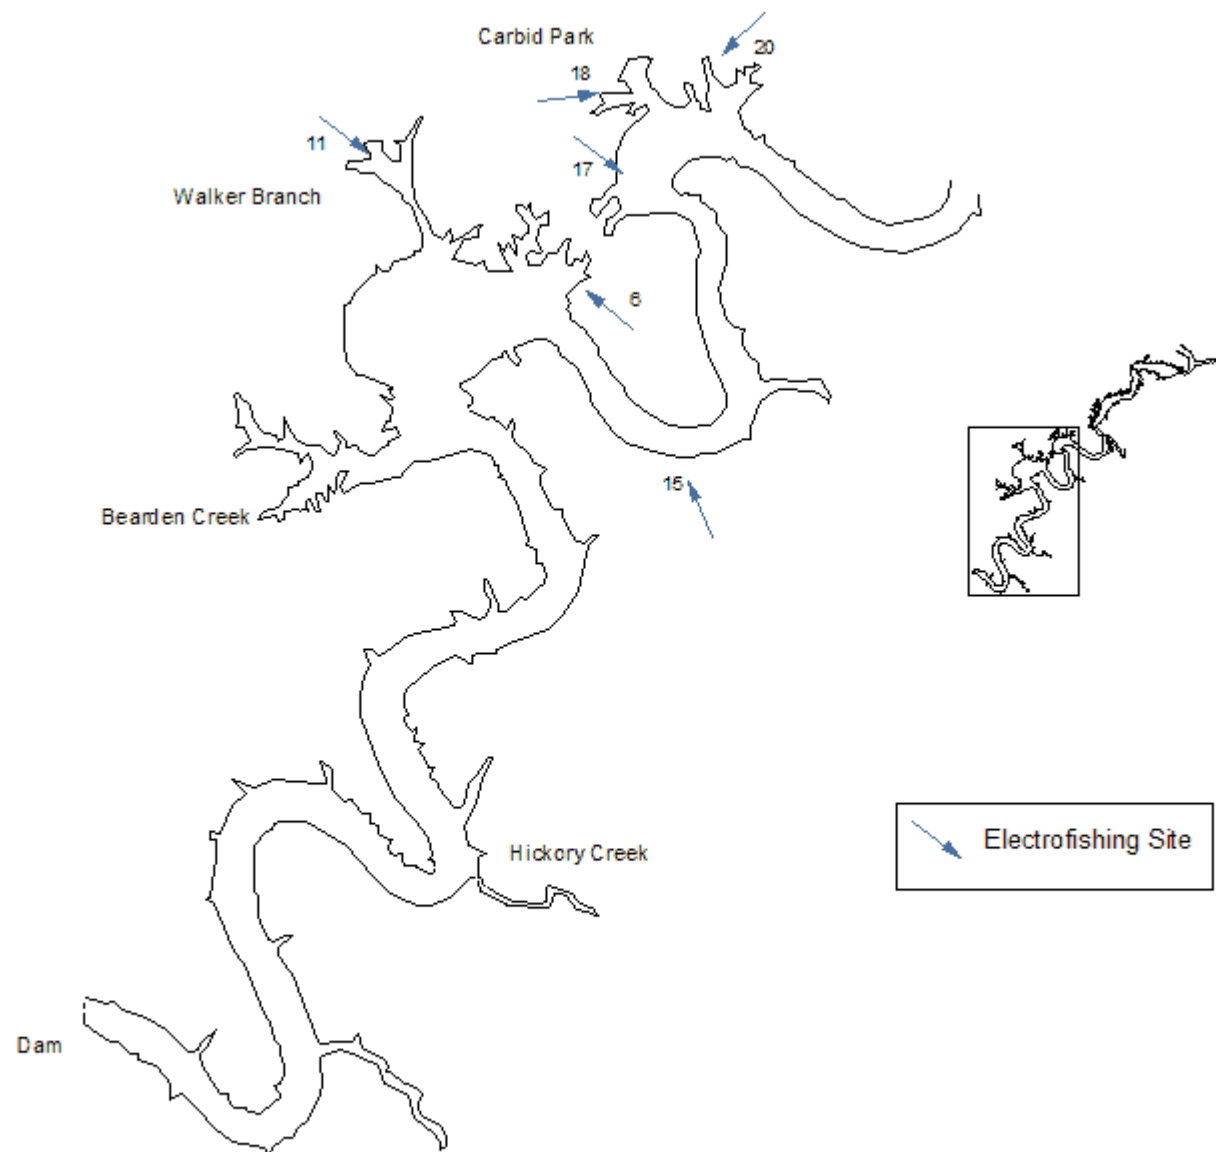 Carbid Park
20
18
11
17
Walker Branch
6
15
Bearden Creek
Electrofishing Site
Hickory Creek
Dam